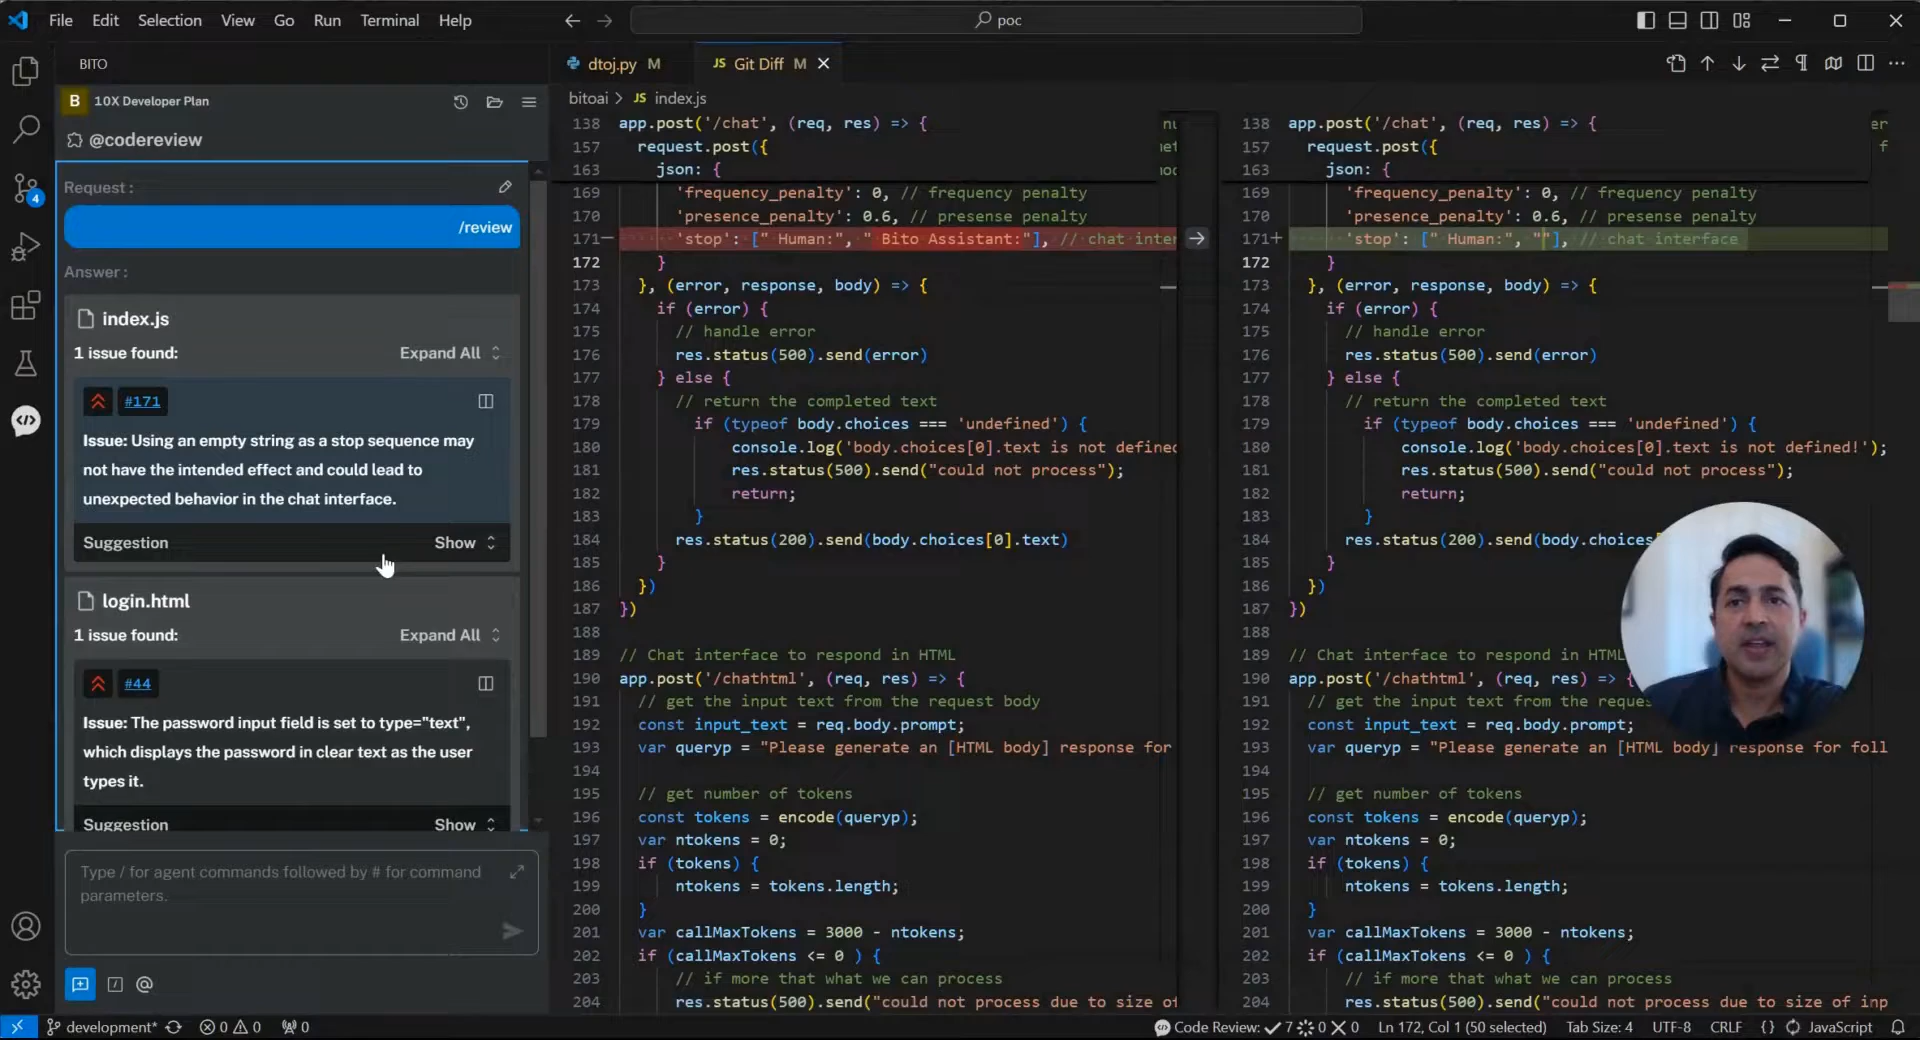 File Edit Selection View Go Run Terminal Help
poc
BITO
B 10X Developer Plan
@codereview
Request :
/review
Answer :
index.js
1 issue found:
Expand All
#171
Issue: Using an empty string as a stop sequence may
not have the intended effect and could lead to
unexpected behavior in the chat interface.
Suggestion
Show
login.html
1 issue found:
Expand All
#44
Issue: The password input field is set to type="text",
which displays the password in clear text as the user
types it.
Suggestion
Show
Type / for agent commands followed by # for command
parameters.
4
dtoj.py M
JS Git Diff M
bitoai > JS index.js
138 app.post('/chat', (req, res) => {
157 request.post({
163 json: {
169 'frequency_penalty': 0, // frequency penalty
170 'presence_penalty': 0.6, // presense penalty
171− 'stop': [" Human:", " Bito Assistant:"], // chat inter
172 }
173 }, (error, response, body) => {
174 if (error) {
175 // handle error
176 res.status(500).send(error)
177 } else {
178 // return the completed text
179 if (typeof body.choices === 'undefined') {
180 console.log('body.choices[0].text is not defined
181 res.status(500).send("could not process");
182 return;
183 }
184 res.status(200).send(body.choices[0].text)
185 }
186 })
187 })
188
189 // Chat interface to respond in HTML
190 app.post('/chathtml', (req, res) => {
191 // get the input text from the request body
192 const input_text = req.body.prompt;
193 var queryp = "Please generate an [HTML body] response for
194
195 // get number of tokens
196 const tokens = encode(queryp);
197 var ntokens = 0;
198 if (tokens) {
199 ntokens = tokens.length;
200 }
201 var callMaxTokens = 3000 - ntokens;
202 if (callMaxTokens <= 0 ) {
203 // if more that what we can process
204 res.status(500).send("could not process due to size of
138 app.post('/chat', (req, res) => {
157 request.post({
163 json: {
169 'frequency_penalty': 0, // frequency penalty
170 'presence_penalty': 0.6, // presense penalty
171+ 'stop': [" Human:", ""], // chat interface
172 }
173 }, (error, response, body) => {
174 if (error) {
175 // handle error
176 res.status(500).send(error)
177 } else {
178 // return the completed text
179 if (typeof body.choices === 'undefined') {
180 console.log('body.choices[0].text is not defined!');
181 res.status(500).send("could not process");
182 return;
183 }
184 res.status(200).send(body.choices
185 }
186 })
187 })
188
189 // Chat interface to respond in HTML
190 app.post('/chathtml', (req, res) => {
191 // get the input text from the reques
192 const input_text = req.body.prompt;
193 var queryp = "Please generate an [HTML body] response for foll
194
195 // get number of tokens
196 const tokens = encode(queryp);
197 var ntokens = 0;
198 if (tokens) {
199 ntokens = tokens.length;
200 }
201 var callMaxTokens = 3000 - ntokens;
202 if (callMaxTokens <= 0 ) {
203 // if more that what we can process
204 res.status(500).send("could not process due to size of inp
development* 0 0 0
Code Review: 7 0 0 Ln 172, Col 1 (50 selected) Tab Size: 4 UTF-8 CRLF {} JavaScript